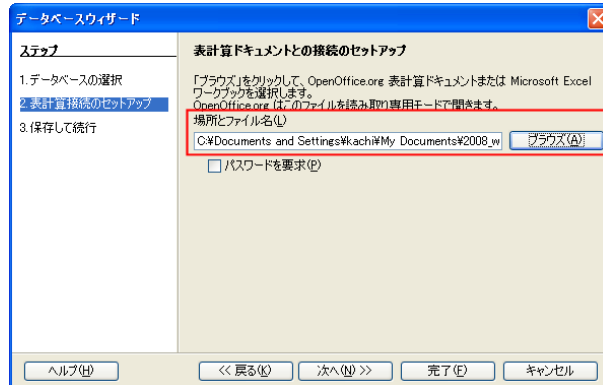 データベースウィザード
ステップ
1.データベースの選択
2.表計算接続のセットアップ
3.保存して続行
表計算ドキュメントとの接続のセットアップ
「ブラウズ」をクリックして、OpenOffice.org 表計算ドキュメントまたは Microsoft Excel
ワークブックを選択します。
OpenOffice.org はこのファイルを読み取り専用モードで開きます。
場所とファイル名(L)
C:¥Documents and Settings¥kachi¥My Documents¥2008_w
ブラウズ(A)
パスワードを要求(P)
ヘルプ(H)
<< 戻る(K)
次へ(N) >>
完了(F)
キャンセル